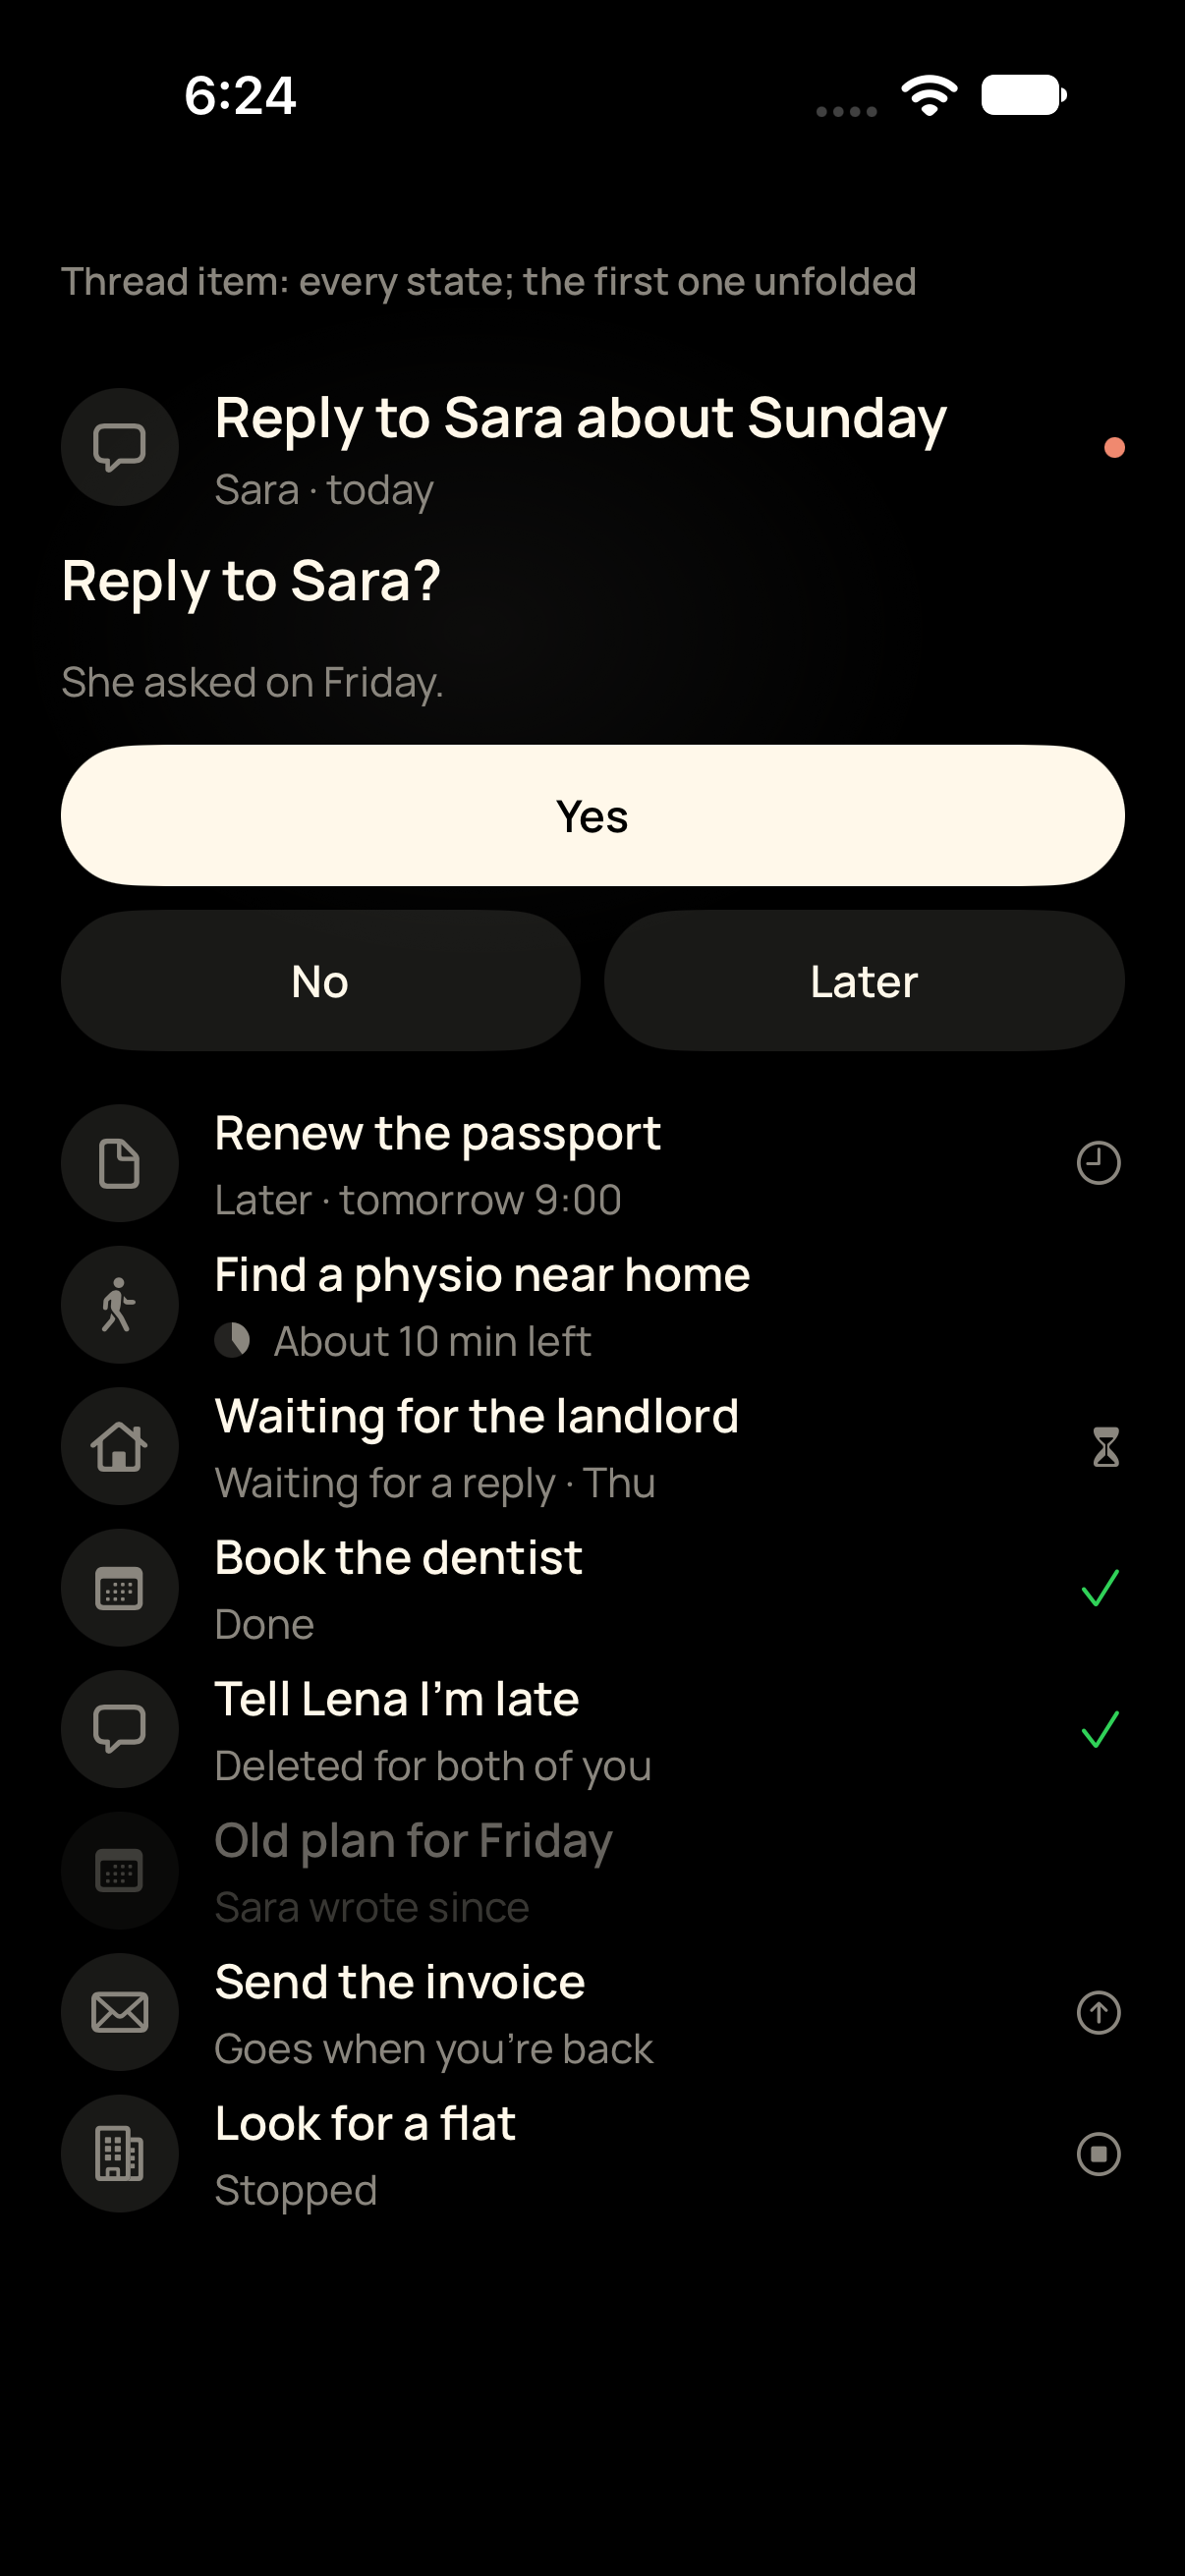 6:24
Thread item: every state; the first one unfolded
Reply to Sara about Sunday
Sara · today
Reply to Sara?
She asked on Friday.
Yes
No
Later
Renew the passport
Later · tomorrow 9:00
Find a physio near home
About 10 min left
Waiting for the landlord
Waiting for a reply · Thu
Book the dentist
Done
Tell Lena I’m late
Deleted for both of you
Old plan for Friday
Sara wrote since
Send the invoice
Goes when you’re back
Look for a flat
Stopped